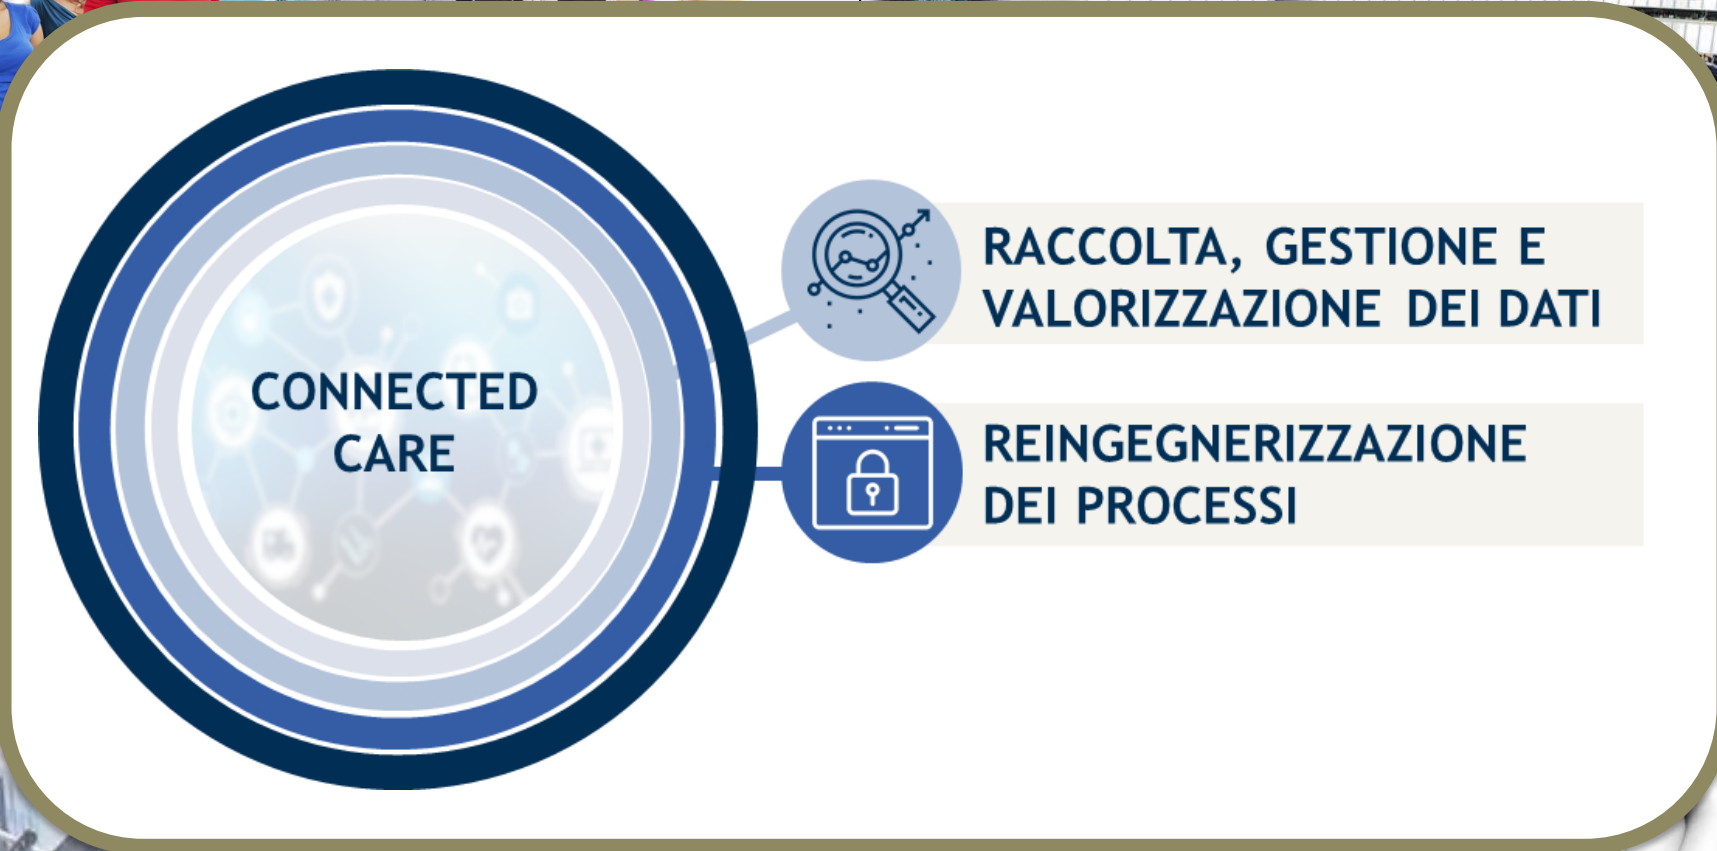 CONNECTED
CARE
RACCOLTA, GESTIONE E
VALORIZZAZIONE DEI DATI
REINGEGNERIZZAZIONE
DEI PROCESSI